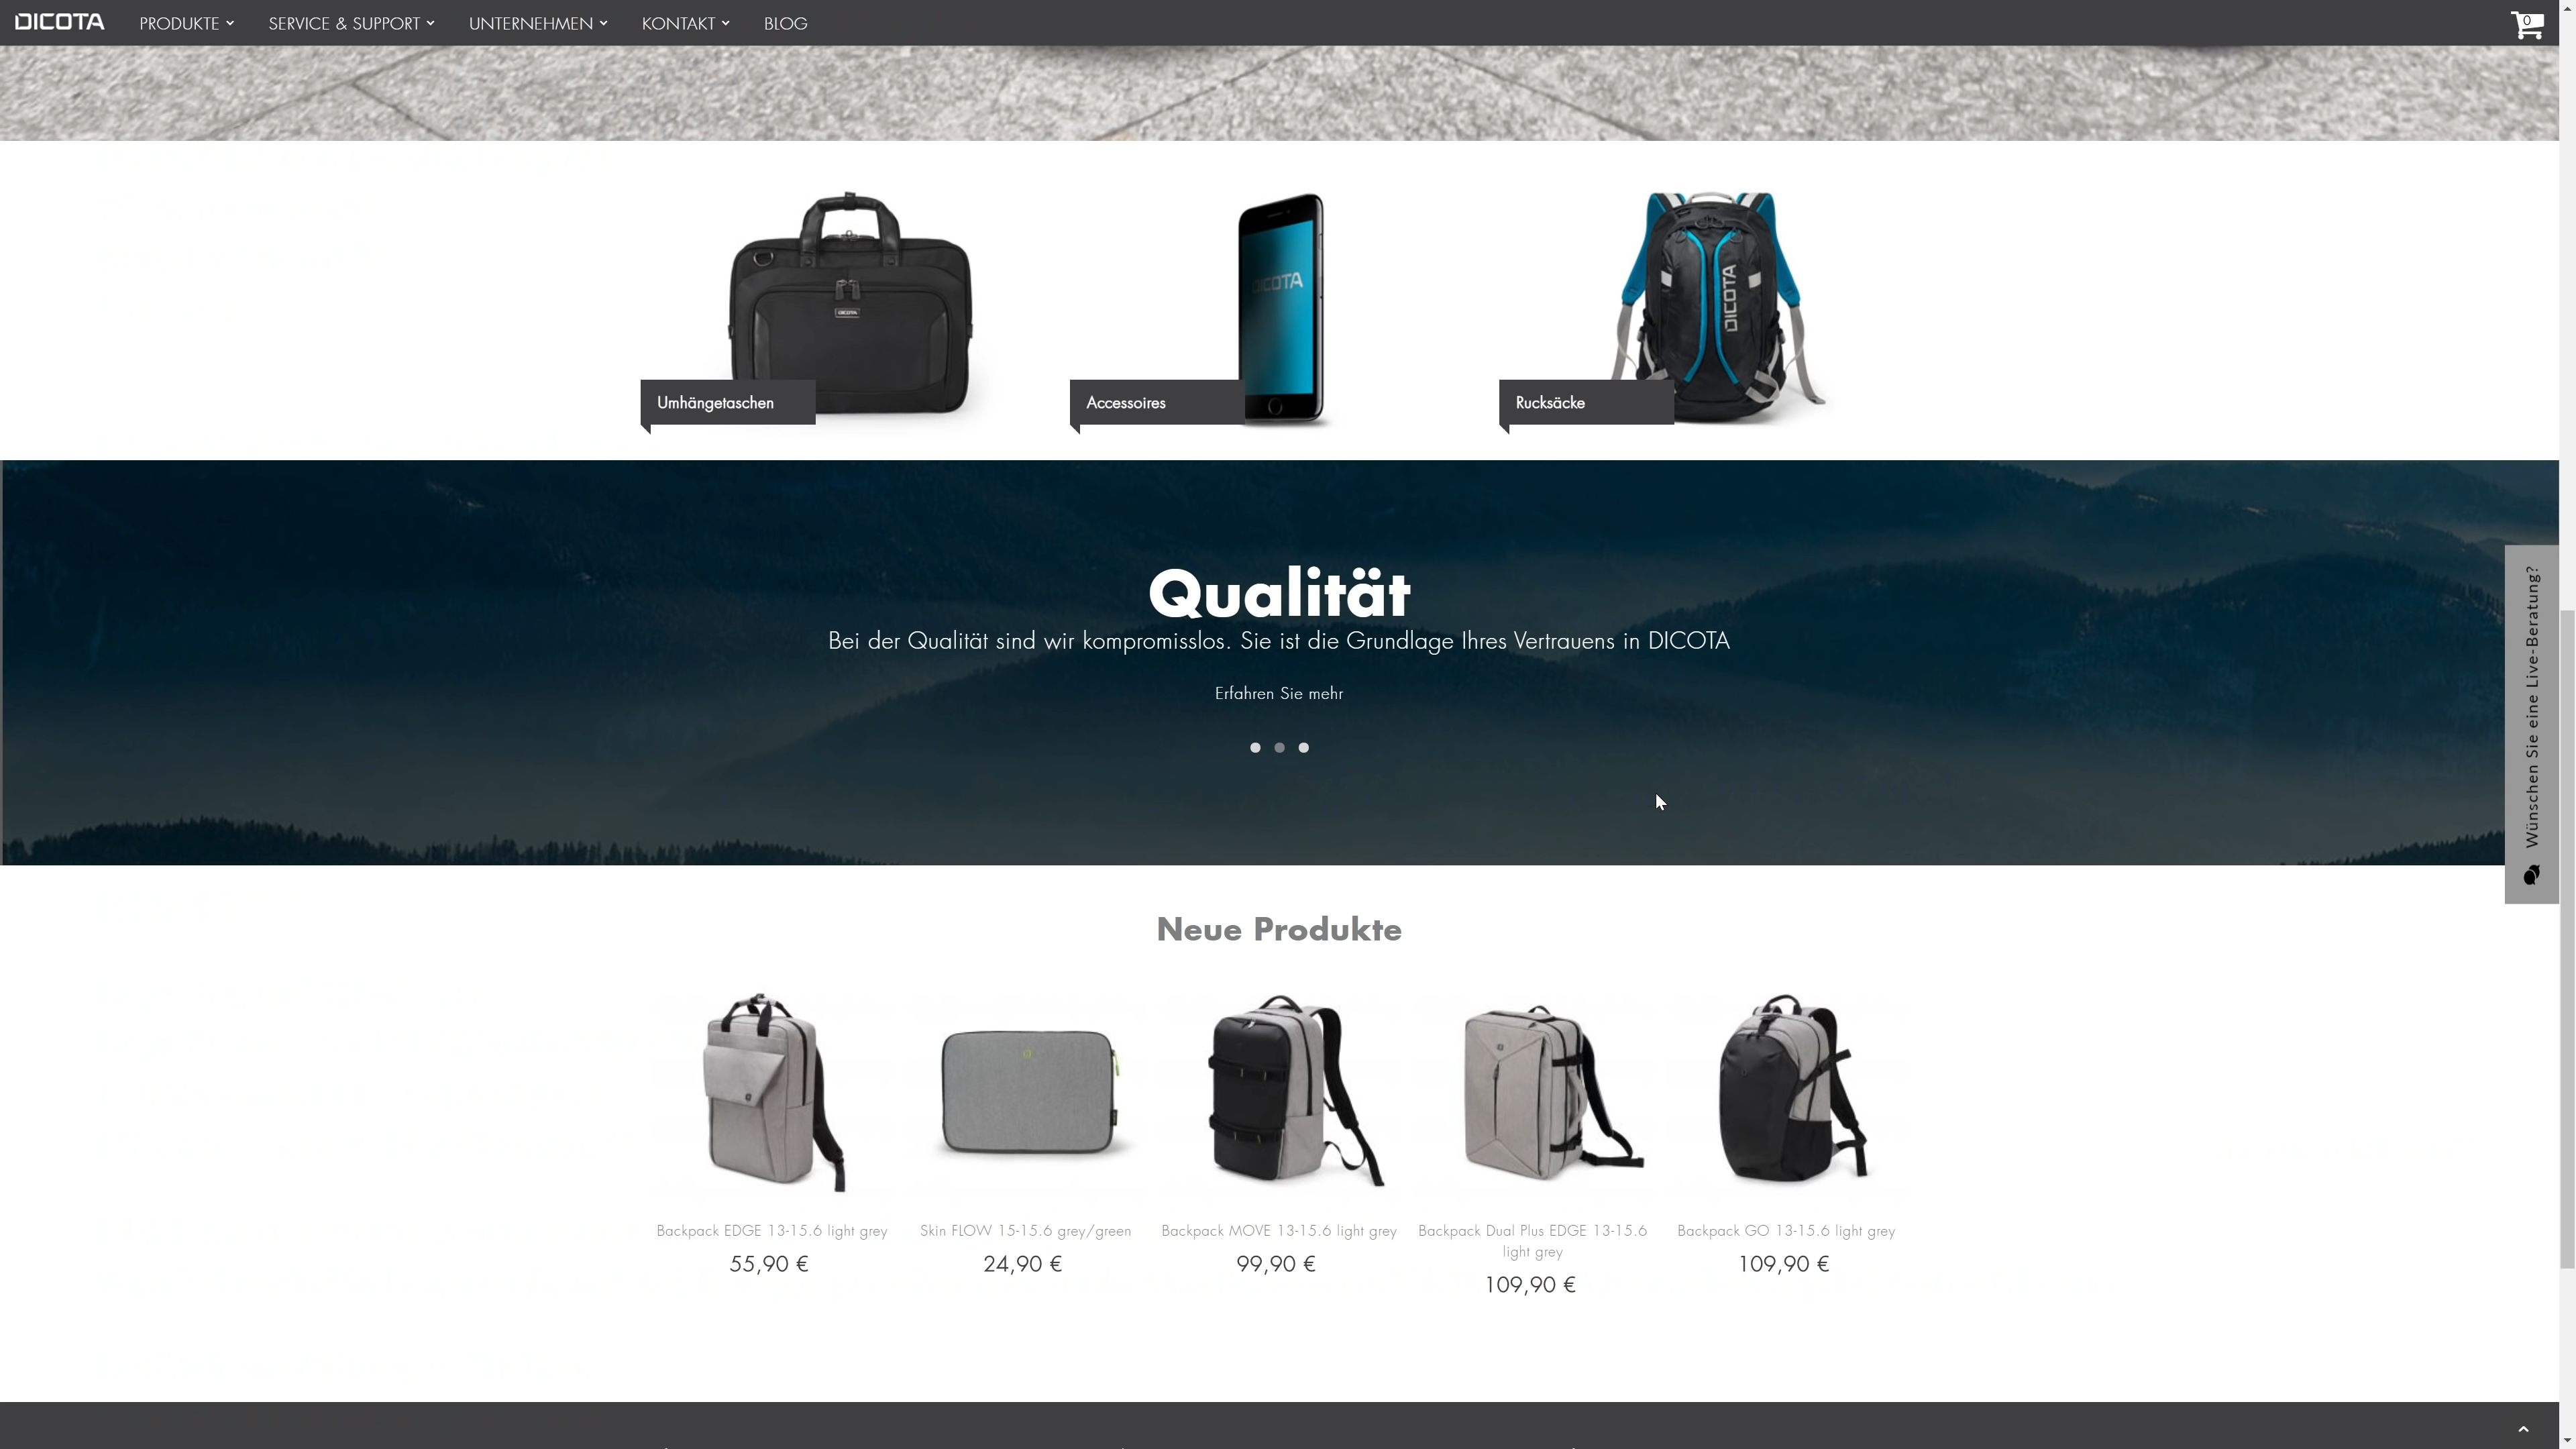 DICOTA
PRODUKTE
SERVICE & SUPPORT
UNTERNEHMEN
KONTAKT
BLOG
0
DICOTA
DICOTA
DICOTA
Umhängetaschen
Accessoires
Rucksäcke
Qualität
Bei der Qualität sind wir kompromisslos. Sie ist die Grundlage Ihres Vertrauens in DICOTA
Erfahren Sie mehr
Wünschen Sie eine Live-Beratung?
Neue Produkte
Backpack EDGE 13-15.6 light grey
55,90 €
Skin FLOW 15-15.6 grey/green
24,90 €
Backpack MOVE 13-15.6 light grey
99,90 €
Backpack Dual Plus EDGE 13-15.6
light grey
109,90 €
Backpack GO 13-15.6 light grey
109,90 €